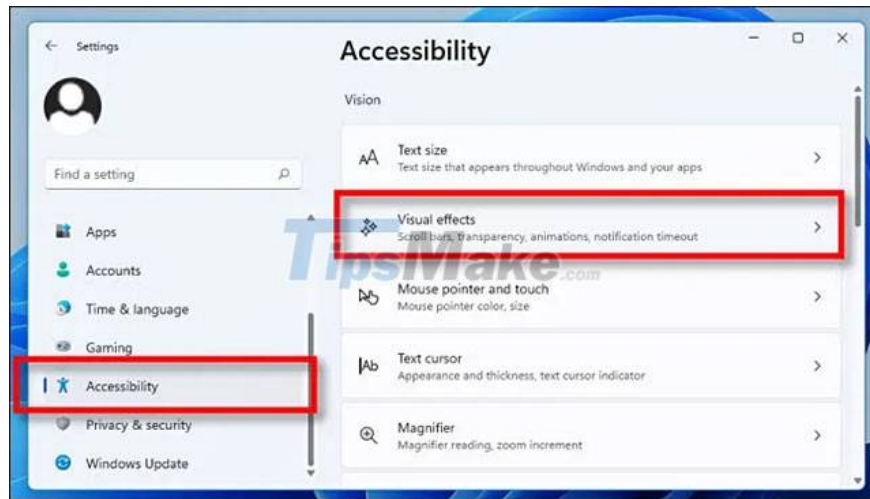 Settings
Accessibility
Find a setting
Apps
Accounts
Time & language
Gaming
Accessibility
Privacy & security
Windows Update
Vision
AA Text size
Text size that appears throughout Windows and your apps
Visual effects
Scroll bars, transparency, animations, notification timeout
TipsMake.com
Mouse pointer and touch
Mouse pointer color, size
Ab Text cursor
Appearance and thickness, text cursor indicator
Magnifier
Magnifier reading, zoom increment